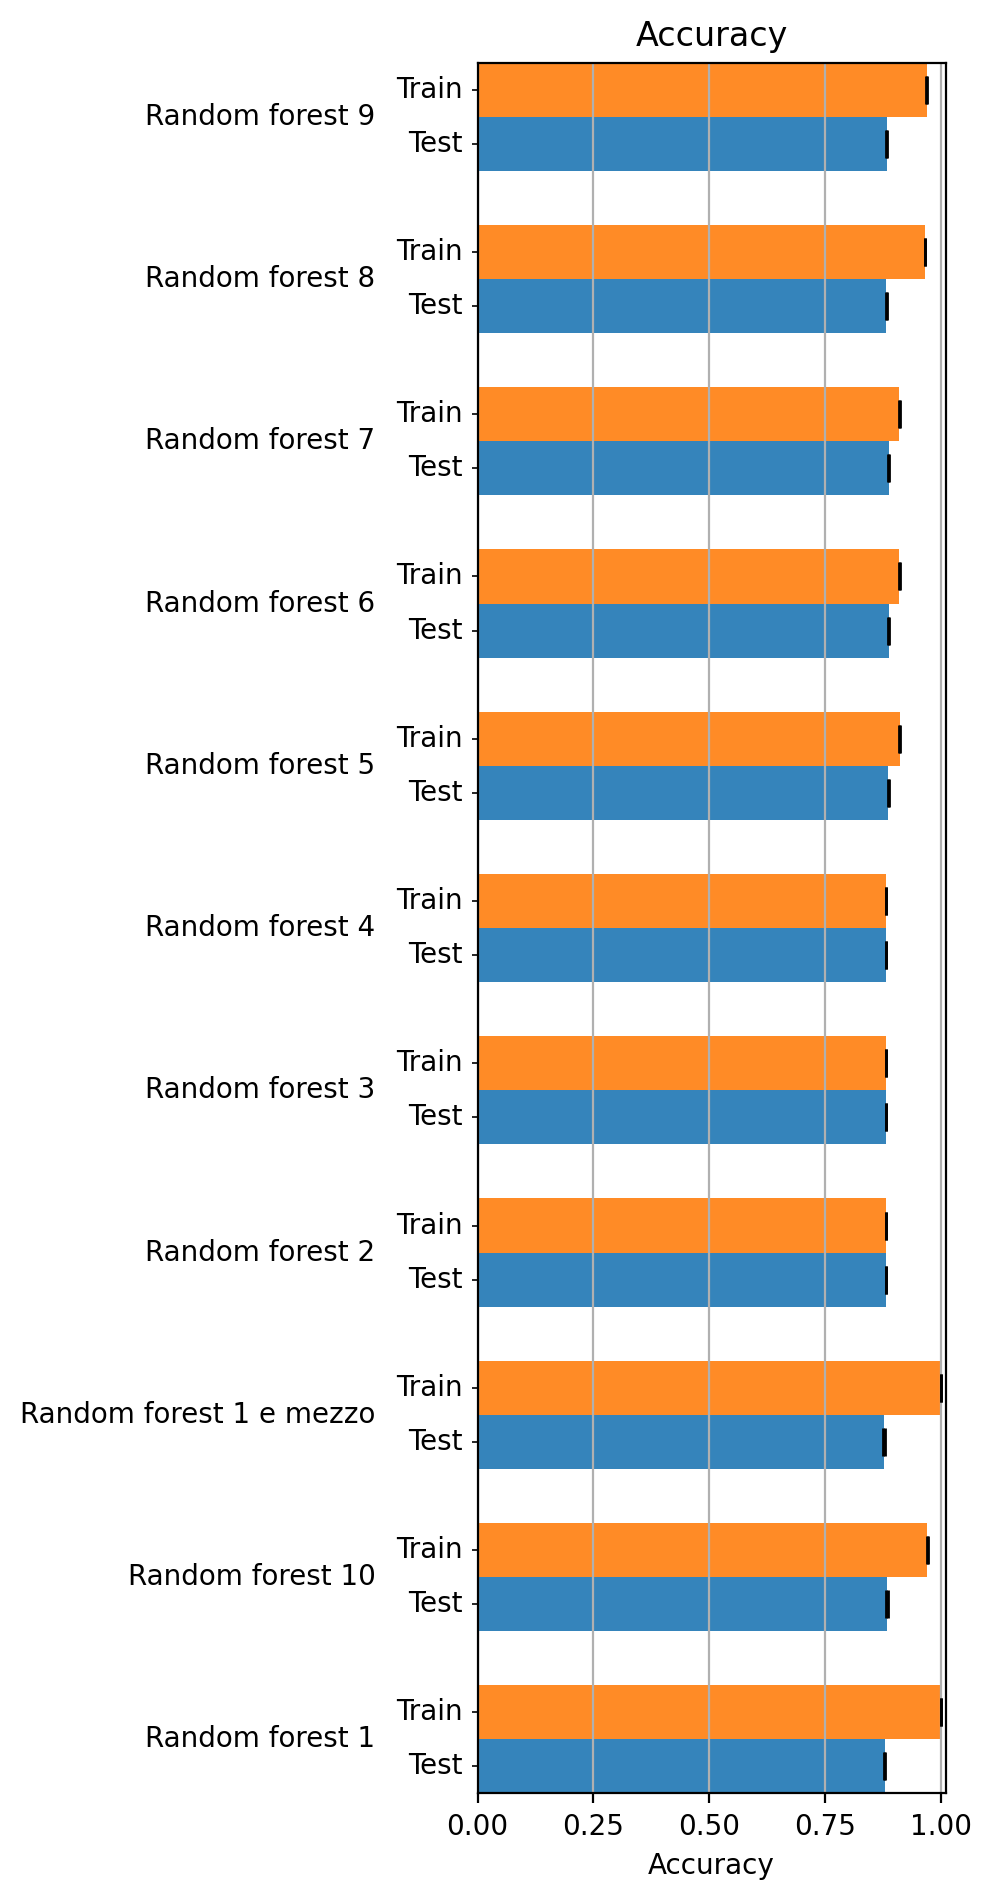 Accuracy
Train
Random forest 9
Test
Train
Random forest 8
Test
Train
Random forest 7
Test
Train
Random forest 6
Test
Train
Random forest 5
Test
Train
Random forest 4
Test
Train
Random forest 3
Test
Train
Random forest 2
Test
Train
Random forest 1 e mezzo
Test
Train
Random forest 10
Test
Train
Random forest 1
Test
0.00 0.25 0.50 0.75 1.00
Accuracy